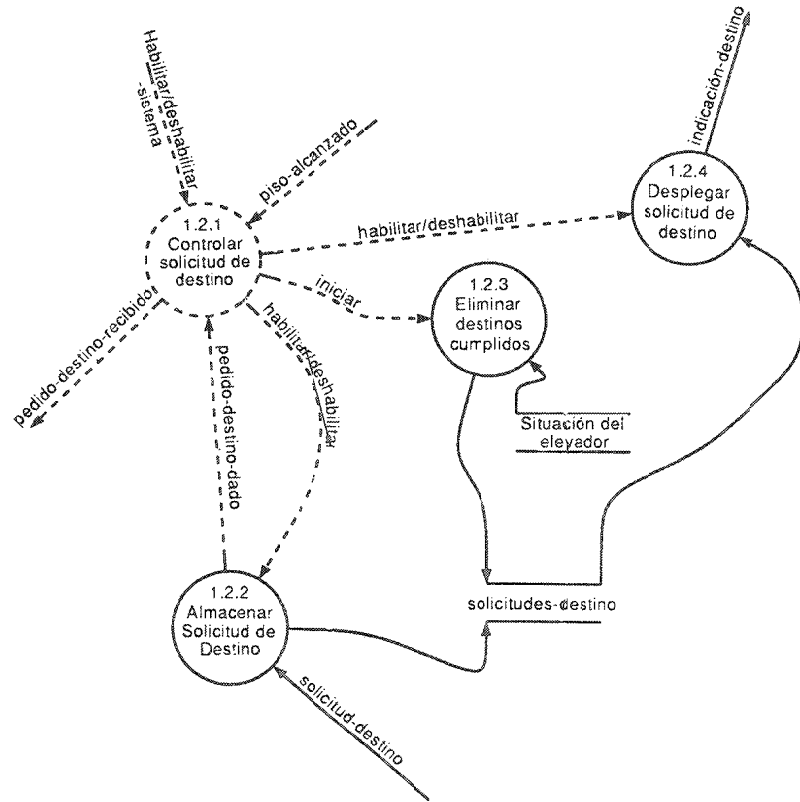 Habilitar/deshabilitar
-sistema
piso-alcanzado
indicación-destino
1.2.4
Desplegar
solicitud de
destino
1.2.1
Controlar
solicitud de
destino
habilitar/deshabilitar
iniciar
1.2.3
Eliminar
destinos
cumplidos
pedido-destino-recibido
habilitar/deshabilitar
pedido-destino-dado
Situación del
elevador
1.2.2
Almacenar
Solicitud de
Destino
solicitudes-destino
solicitud-destino